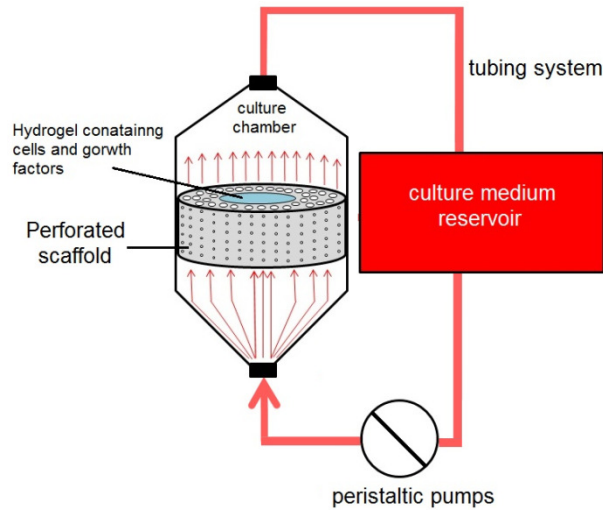 tubing system
culture
chamber
Hydrogel conatainng
cells and gorwth
factors
culture medium
reservoir
Perforated
scaffold
peristaltic pumps